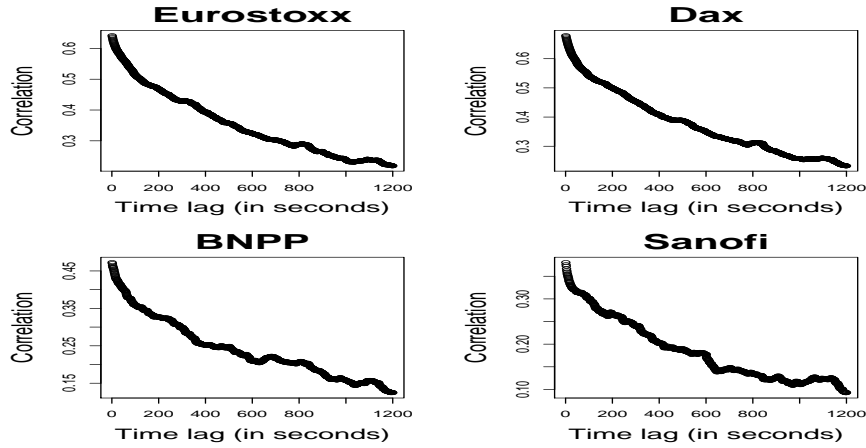 Eurostoxx
Correlation
0.3 0.4 0.5 0.6
0 200 400 600 800 1200
Time lag (in seconds)
Dax
Correlation
0.3 0.4 0.5 0.6
0 200 400 600 800 1200
Time lag (in seconds)
BNPP
Correlation
0.15 0.25 0.35 0.45
0 200 400 600 800 1200
Time lag (in seconds)
Sanofi
Correlation
0.10 0.20 0.30
0 200 400 600 800 1200
Time lag (in seconds)